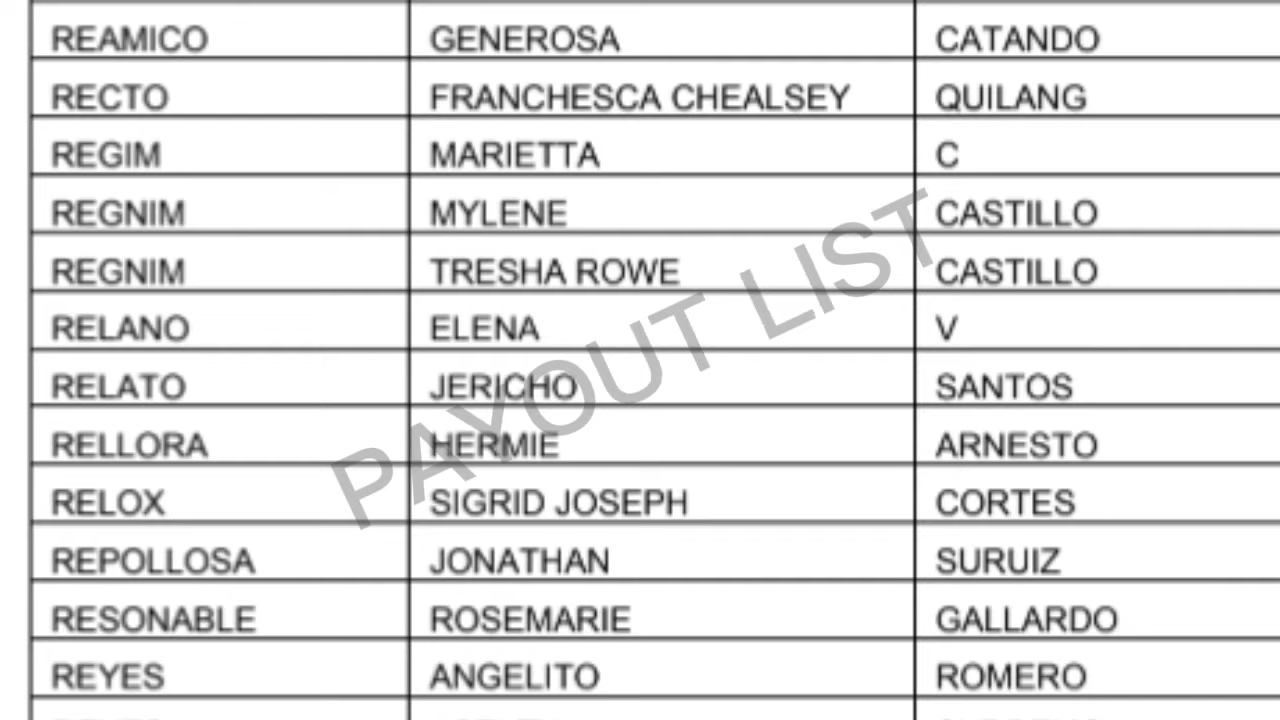 REAMICO GENEROSA CATANDO
RECTO FRANCHESCA CHEALSEY QUILANG
REGIM MARIETTA C
REGNIM MYLENE CASTILLO
REGNIM TRESHA ROWE CASTILLO
RELANO ELENA V
RELATO JERICHO SANTOS
RELLORA HERMIE ARNESTO
RELOX SIGRID JOSEPH CORTES
REPOLLOSA JONATHAN SURUIZ
RESONABLE ROSEMARIE GALLARDO
REYES ANGELITO ROMERO
PAYOUT LIST